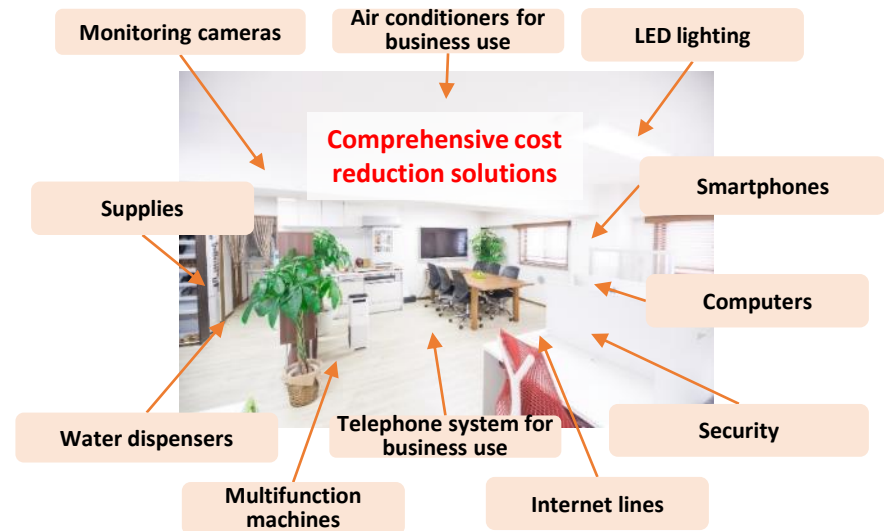 Monitoring cameras
Air conditioners for
business use
LED lighting
Comprehensive cost
reduction solutions
Smartphones
Supplies
Computers
Water dispensers
Telephone system for
business use
Security
Multifunction
machines
Internet lines